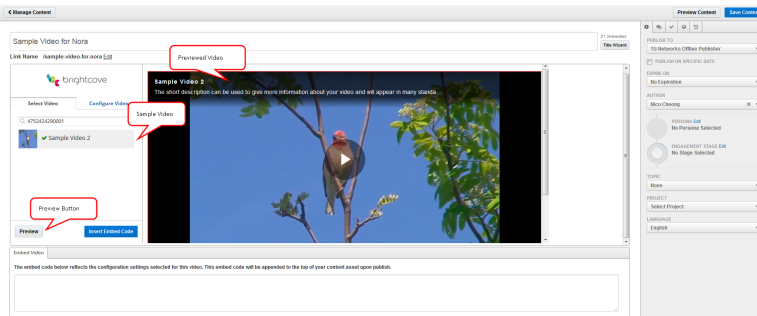 Manage Content
Preview Content
Save Conten
Sample Video for Nora
21 characters
Title Wizard
Link Name /sample-video-for-nora Edit
Previewed Video
brightcove
Select Video
Configure Video
4752424290001
Sample Video 2
Sample Video
Preview Button
Preview
Insert Embed Code
Sample Video 2
The short description can be used to give more information about your video and will appear in many standa...
Embed Video
The embed code below reflects the configuration settings selected for this video. This embed code will be appended to the top of your content asset upon publish.
PUBLISH TO
TG Networks Offline Publisher
PUBLISH ON SPECIFIC DATE
EXPIRE ON
No Expiration
AUTHOR
Nico Cheong
PERSONA Edit
No Persona Selected
ENGAGEMENT STAGE Edit
No Stage Selected
TOPIC
None
PROJECT
Select Project
LANGUAGE
English